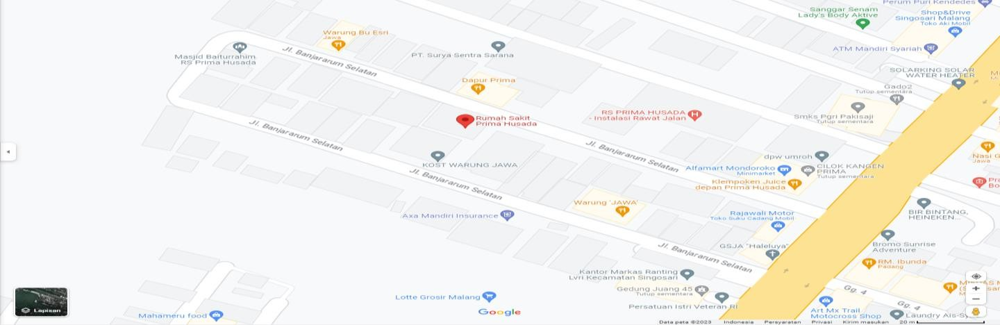 Perum Puri Kendedes
Sanggar Senam
Lady's Body Aktive
Shop&Drive
Singosari Malang
Toko Aki Mobil
Warung Bu Esri
Jawa
ATM Mandiri Syariah
Masjid Baiturrahim
RS Prima Husada
Jl. Banjararum Selatan
PT. Surya Sentra Sarana
SOLARKING SOLAR
WATER HEATER
Dapur Prima
Gado2
Tutup sementara
Rumah Sakit
Prima Husada
RS PRIMA HUSADA
- Instalasi Rawat Jalan
Smks Pgri Pakisaji
Tutup sementara
Jl. Banjararum Selatan
Jl. Banjararum Selatan
KOST WARUNG JAWA
dpw umroh
Nasi G
Jawa
Alfamart Mondoroko
Minimarket
CILOK KANGEN
PRIMA
Tutup sementara
Klempoken Juice
depan Prima Husada
Pra
Bo
Jl. Banjararum Selatan
Warung 'JAWA'
Axa Mandiri Insurance
Rajawali Motor
Toko Suku Cadang Mobil
BIR BINTANG,
HEINEKEN...
GSJA "Haleluya"
Jl. Banjararum Selatan
Bromo Sunrise
Adventure
RM. Ibunda
Padang
Kantor Markas Ranting
Lvri Kecamatan Singosari
Gedung Juang 45
Tutup sementara
Gg. 4
Gg. 4
Lotte Grosir Malang
Persatuan Istri Veteran RI
Lapisan
Google
Mahameru food
Art Mx Trail
Motocross Shop
Laundry Ais-Sy
Data peta ©2023 Indonesia Persyaratan Privasi Kirim masukan 20 m